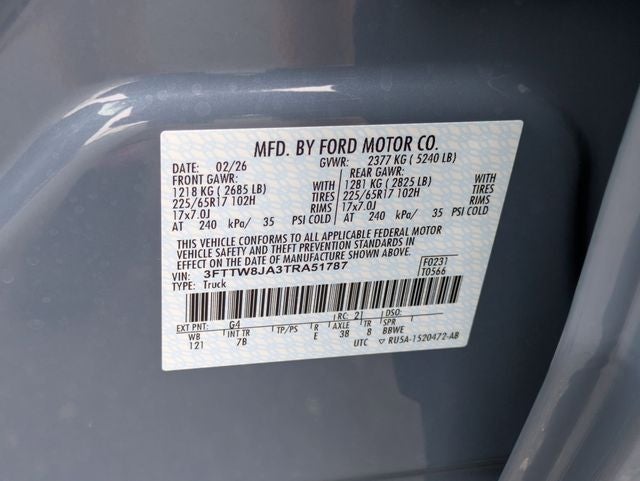 MFD. BY FORD MOTOR CO.
DATE: 02/26 GVWR: 2377 KG ( 5240 LB)
FRONT GAWR: REAR GAWR:
1218 KG ( 2685 LB) WITH 1281 KG ( 2825 LB) WITH
225/65R17 102H TIRES 225/65R17 102H TIRES
17x7.0J RIMS 17x7.0J RIMS
AT 240 kPa/ 35 PSI COLD AT 240 kPa/ 35 PSI COLD
THIS VEHICLE CONFORMS TO ALL APPLICABLE FEDERAL MOTOR
VEHICLE SAFETY AND THEFT PREVENTION STANDARDS IN
EFFECT ON THE DATE OF MANUFACTURE SHOWN ABOVE.
VIN: 3FTTW8JA3TRA51787 F0231
TYPE: Truck T0566
EXT PNT: G4 RC: 21 DSO:
WB INT TR TP/PS R AXLE TR SPR
121 7B E 38 8 BBWE
UTC ▽ RU5A-1520472-AB